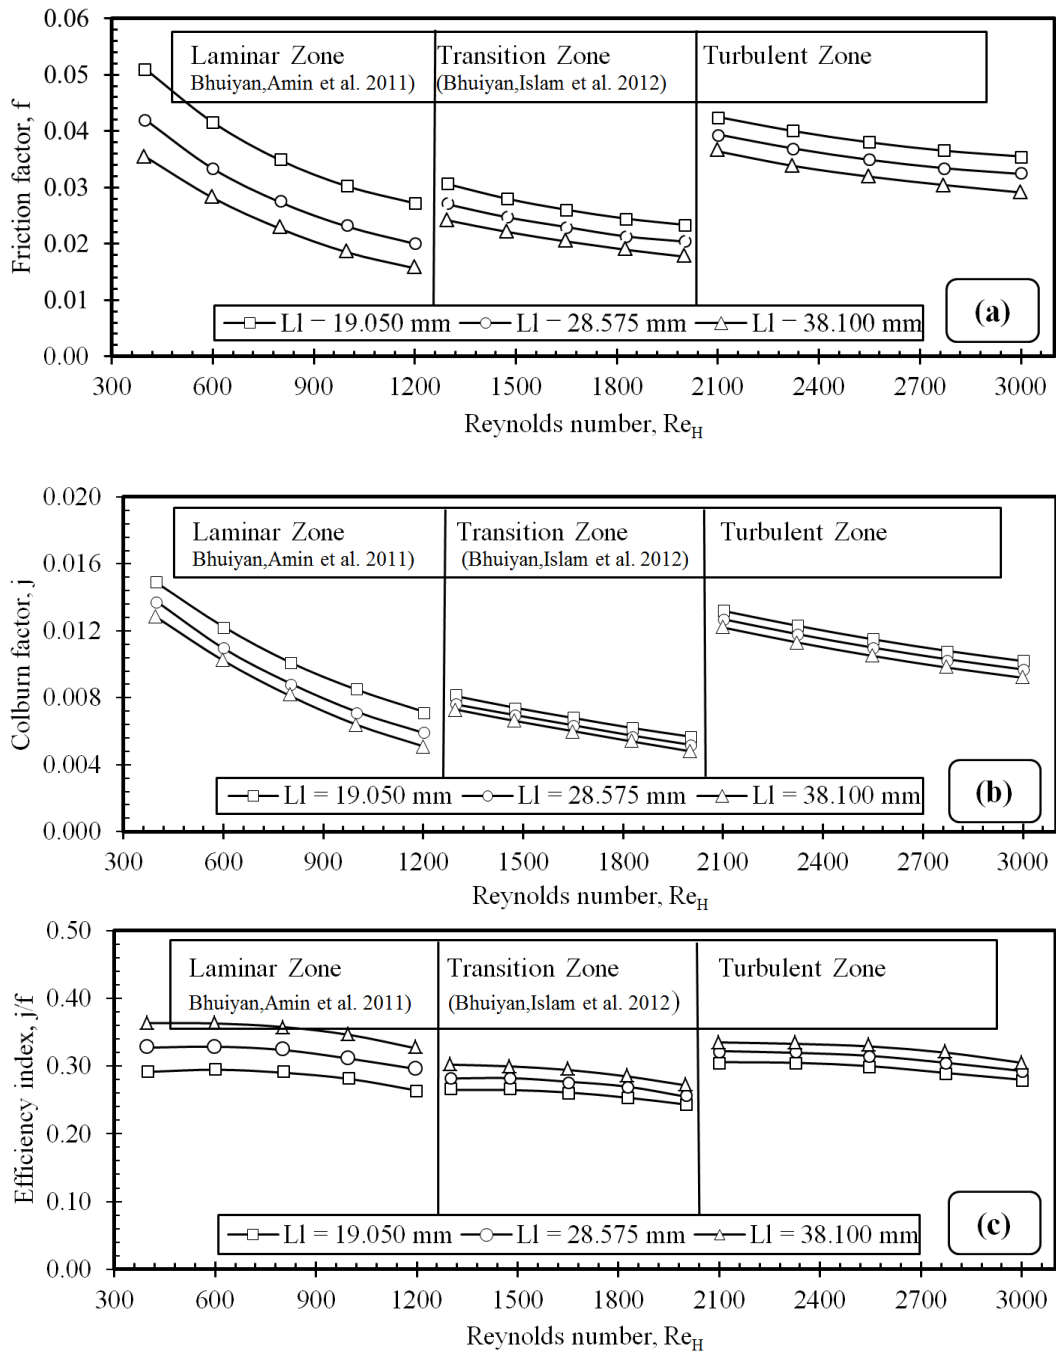 0.06
0.05
0.04
0.03
0.02
0.01
0.00
Friction factor, f
Laminar Zone
Bhuiyan,Amin et al. 2011)
Transition Zone
(Bhuiyan,Islam et al. 2012)
Turbulent Zone
(a)
Ll = 19.050 mm
Ll = 28.575 mm
Ll = 38.100 mm
300 600 900 1200 1500 1800 2100 2400 2700 3000
Reynolds number, ReH
0.020
0.016
0.012
0.008
0.004
0.000
Colburn factor, j
Laminar Zone
Bhuiyan,Amin et al. 2011)
Transition Zone
(Bhuiyan,Islam et al. 2012)
Turbulent Zone
(b)
Ll = 19.050 mm
Ll = 28.575 mm
Ll = 38.100 mm
300 600 900 1200 1500 1800 2100 2400 2700 3000
Reynolds number, ReH
0.50
0.40
0.30
0.20
0.10
0.00
Efficiency index, j/f
Laminar Zone
Bhuiyan,Amin et al. 2011)
Transition Zone
(Bhuiyan,Islam et al. 2012)
Turbulent Zone
(c)
Ll = 19.050 mm
Ll = 28.575 mm
Ll = 38.100 mm
300 600 900 1200 1500 1800 2100 2400 2700 3000
Reynolds number, ReH